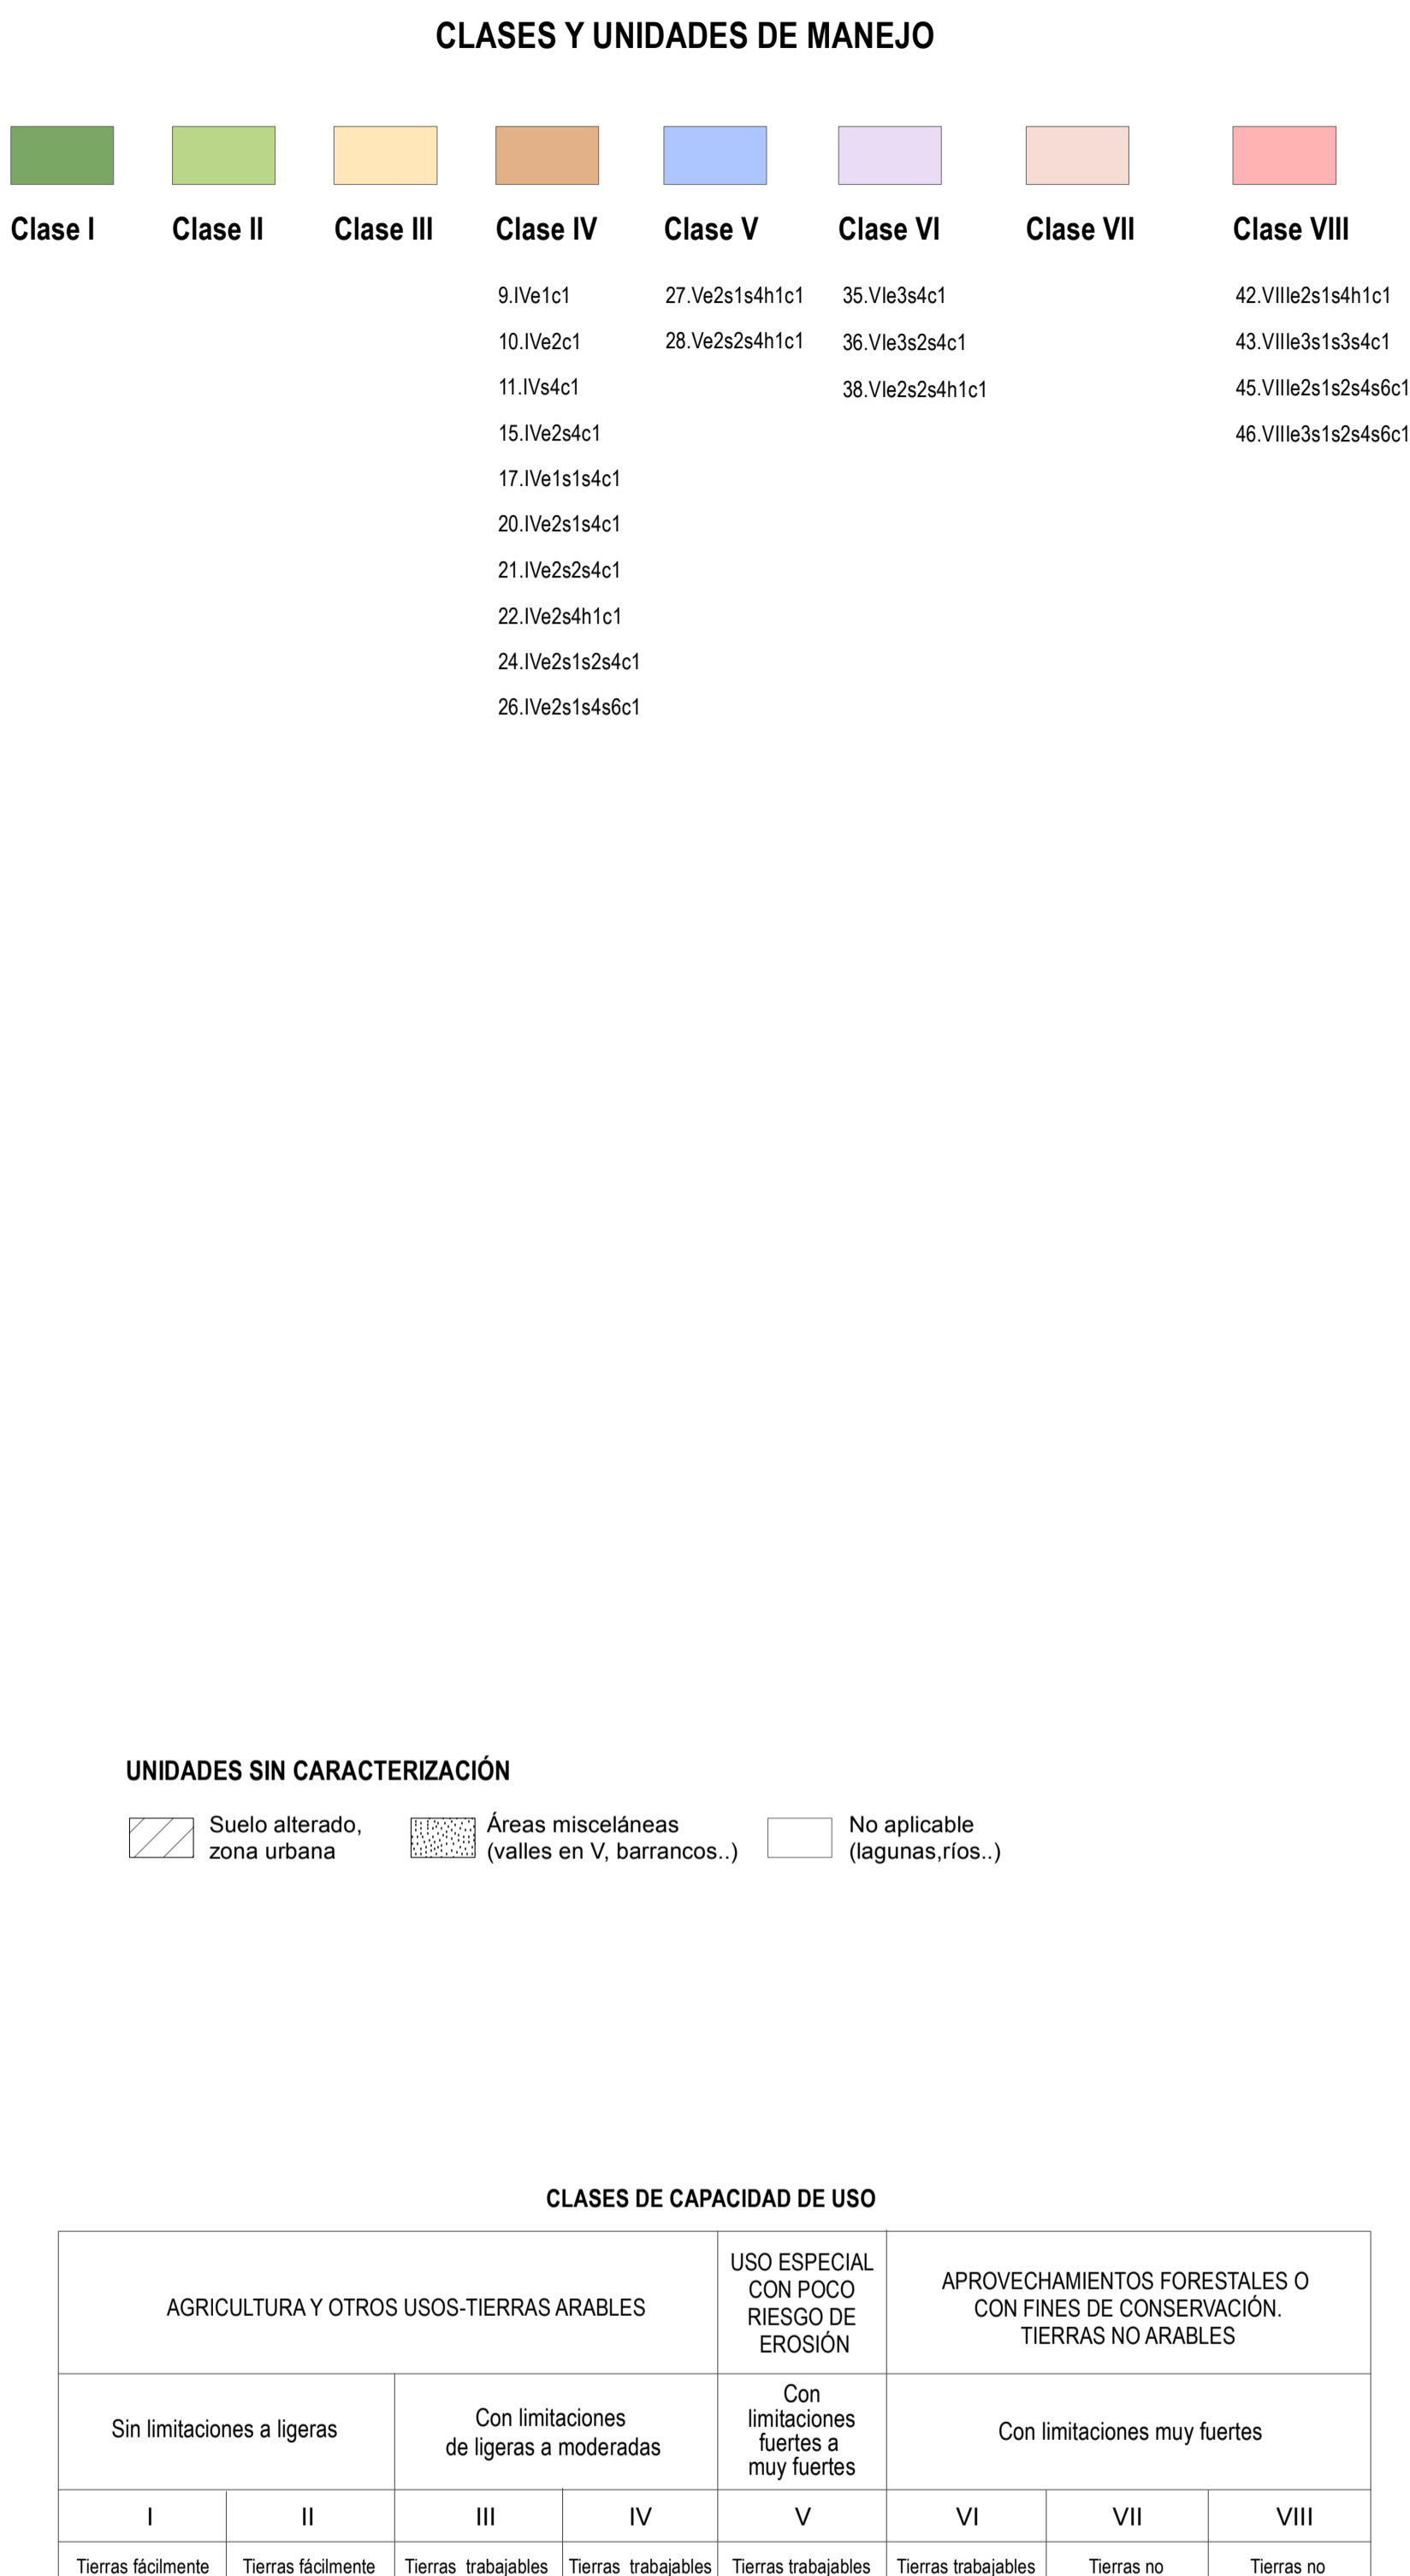 CLASES Y UNIDADES DE MANEJO
Clase I
Clase II
Clase III
Clase IV
Clase V
Clase VI
Clase VII
Clase VIII
9.IVe1c1
10.IVe2c1
11.IVs4c1
15.IVe2s4c1
17.IVe1s1s4c1
20.IVe2s1s4c1
21.IVe2s2s4c1
22.IVe2s4h1c1
24.IVe2s1s2s4c1
26.IVe2s1s4s6c1
27.Ve2s1s4h1c1
28.Ve2s2s4h1c1
35.VIe3s4c1
36.VIe3s2s4c1
38.VIe2s2s4h1c1
42.VIIIe2s1s4h1c1
43.VIIIe3s1s3s4c1
45.VIIIe2s1s2s4s6c1
46.VIIIe3s1s2s4s6c1
UNIDADES SIN CARACTERIZACIÓN
Suelo alterado,
zona urbana
Áreas misceláneas
(valles en V, barrancos..)
No aplicable
(lagunas,ríos..)
CLASES DE CAPACIDAD DE USO
AGRICULTURA Y OTROS USOS-TIERRAS ARABLES
USO ESPECIAL
CON POCO
RIESGO DE
EROSIÓN
APROVECHAMIENTOS FORESTALES O
CON FINES DE CONSERVACIÓN.
TIERRAS NO ARABLES
Sin limitaciones a ligeras
Con limitaciones
de ligeras a moderadas
Con
limitaciones
fuertes a
muy fuertes
Con limitaciones muy fuertes
I
II
III
IV
V
VI
VII
VIII
Tierras fácilmente
Tierras fácilmente
Tierras trabajables
Tierras trabajables
Tierras trabajables
Tierras trabajables
Tierras no
Tierras no